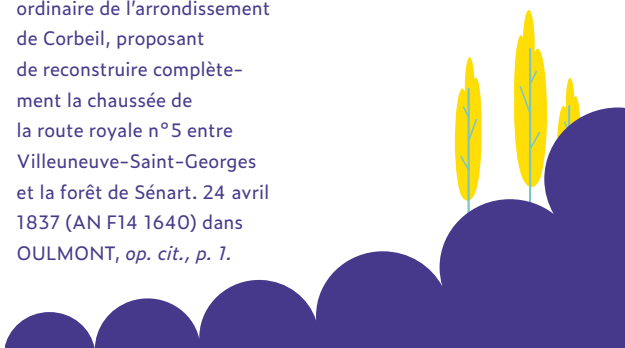 ordinaire de l'arrondissement
de Corbeil, proposant
de reconstruire complète-
ment la chaussée de
la route royale n°5 entre
Villeuneuve-Saint-Georges
et la forêt de Sénart. 24 avril
1837 (AN F14 1640) dans
OULMONT, op. cit., p. 1.